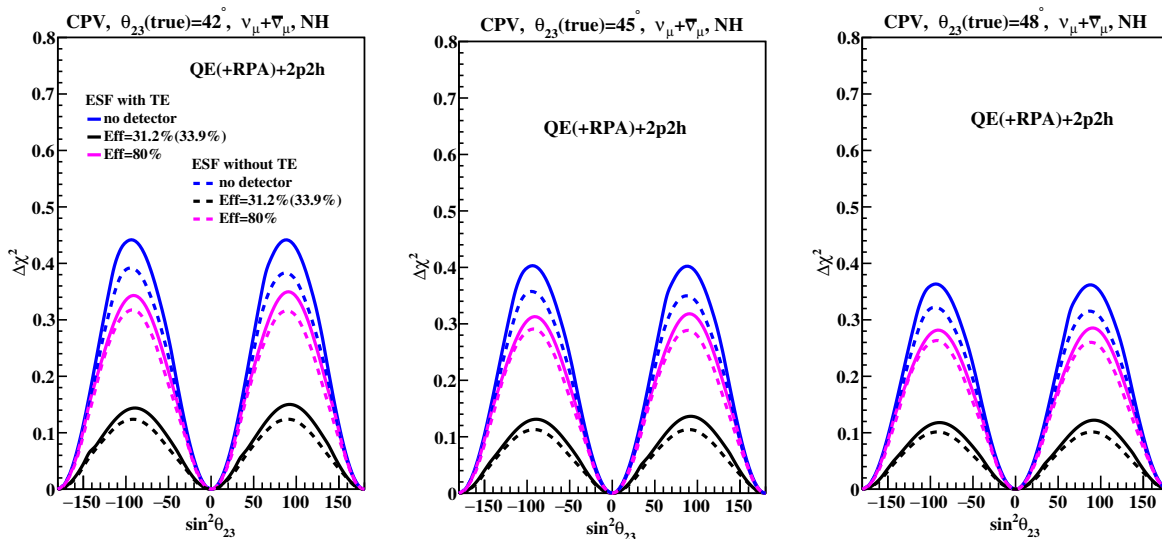 CPV, θ23(true)=42°, νμ+ν̅μ, NH
QE(+RPA)+2p2h
ESF with TE
no detector
Eff=31.2%(33.9%)
Eff=80%
ESF without TE
no detector
Eff=31.2%(33.9%)
Eff=80%
Δχ²
0.8
0.7
0.6
0.5
0.4
0.3
0.2
0.1
0
−150 −100 −50 0 50 100 150
sin²θ23
CPV, θ23(true)=45°, νμ+ν̅μ, NH
QE(+RPA)+2p2h
Δχ²
0.8
0.7
0.6
0.5
0.4
0.3
0.2
0.1
0
−150 −100 −50 0 50 100 150
sin²θ23
CPV, θ23(true)=48°, νμ+ν̅μ, NH
QE(+RPA)+2p2h
Δχ²
0.8
0.7
0.6
0.5
0.4
0.3
0.2
0.1
0
−150 −100 −50 0 50 100 150
sin²θ23